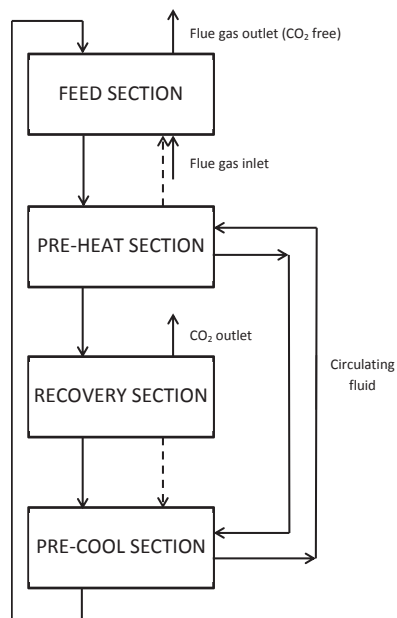 Flue gas outlet (CO₂ free)
FEED SECTION
Flue gas inlet
PRE-HEAT SECTION
CO₂ outlet
RECOVERY SECTION
Circulating
fluid
PRE-COOL SECTION